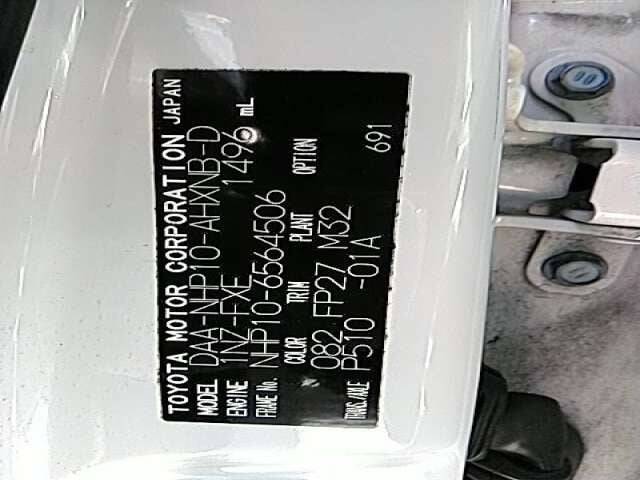 TOYOTA MOTOR CORPORATION JAPAN
MODEL DAA-NHP10-AHXNB-D
ENGINE 1NZ-FXE 1496 mL
FRAME No. NHP10-6564506
COLOR TRIM PLANT OPTION
082 FP27 M32
TRANS./AXLE P510 -01A 691